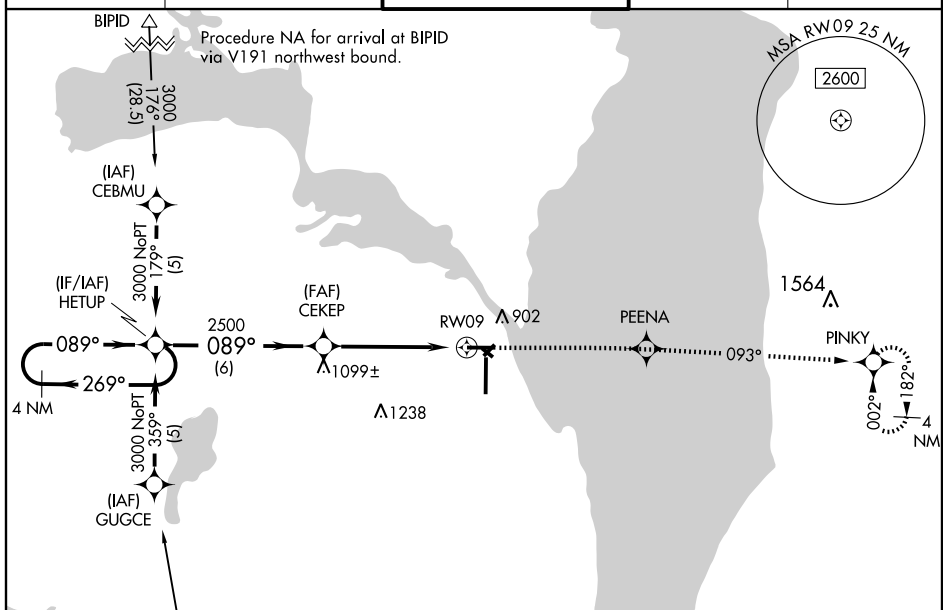 BIPID
Procedure NA for arrival at BIPID
via V191 northwest bound.
MSA RW09 25 NM
2600
3000
176°
(28.5)
(IAF)
CEBMU
3000 NoPT
179°
(5)
(IF/IAF)
HETUP
089°
2500
089°
(6)
(FAF)
CEKEP
1099±
RW09
902
PEENA
1564
PINKY
093°
269°
4 NM
1238
002°
182°
4
NM
3000 NoPT
359°
(5)
(IAF)
GUGCE